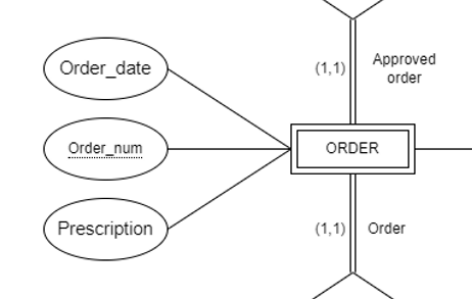 Order_date
(1,1)
Approved
order
Order_num
ORDER
Prescription
(1,1)
Order